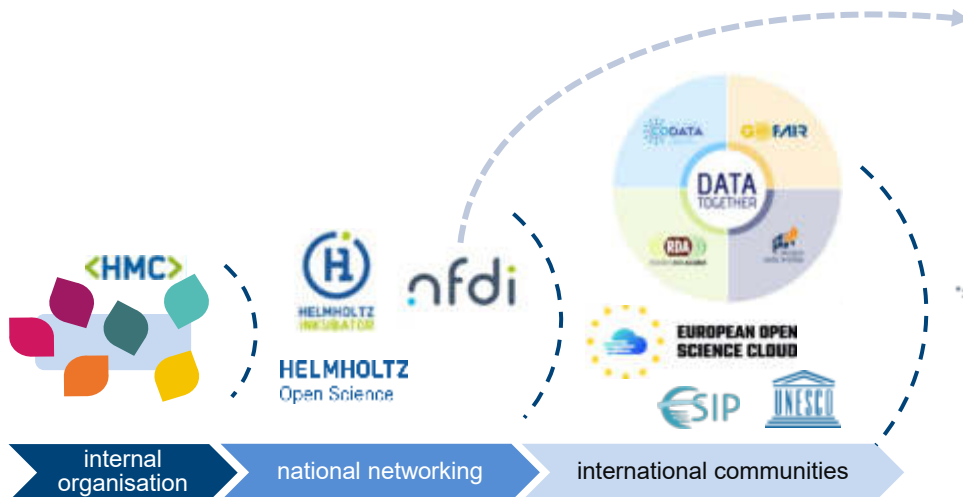 CODATA
GO FAIR
DATA
TOGETHER
RDA
<HMC>
HELMHOLTZ
INKUBATOR
nfdi
HELMHOLTZ
Open Science
EUROPEAN OPEN
SCIENCE CLOUD
ESIP
UNESCO
internal
organisation
national networking
international communities